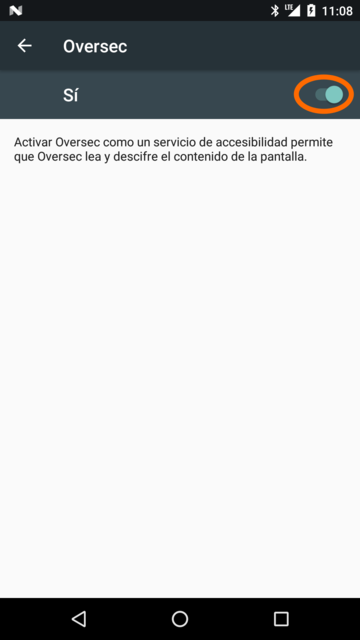 LTE 11:08
Oversec
Sí
Activar Oversec como un servicio de accesibilidad permite
que Oversec lea y descifre el contenido de la pantalla.